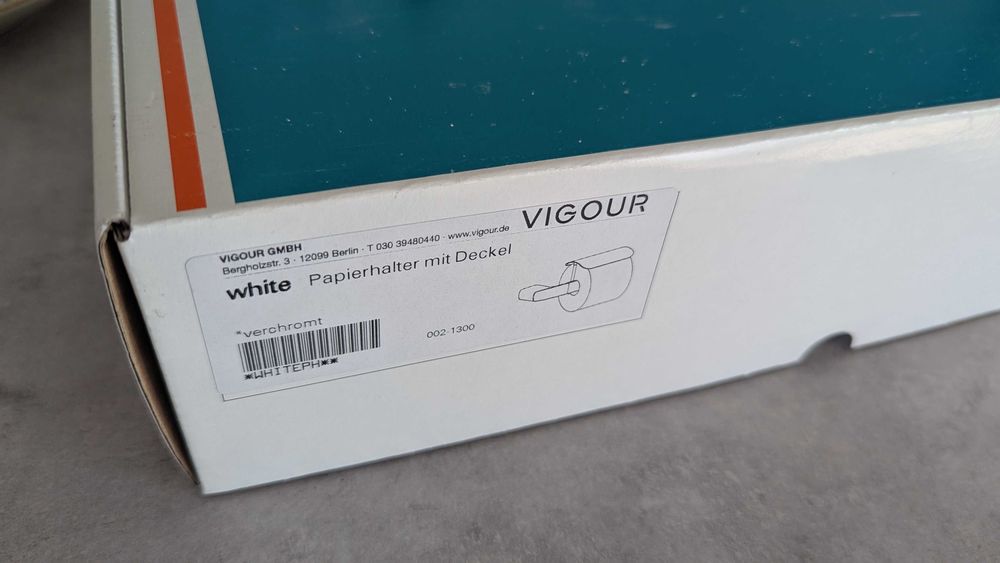 VIGOUR GMBH
Bergholzstr. 3 · 12099 Berlin · T 030 39480440 · www.vigour.de
VIGOUR
white Papierhalter mit Deckel
*verchromt
002-1300
*WHITEPH**